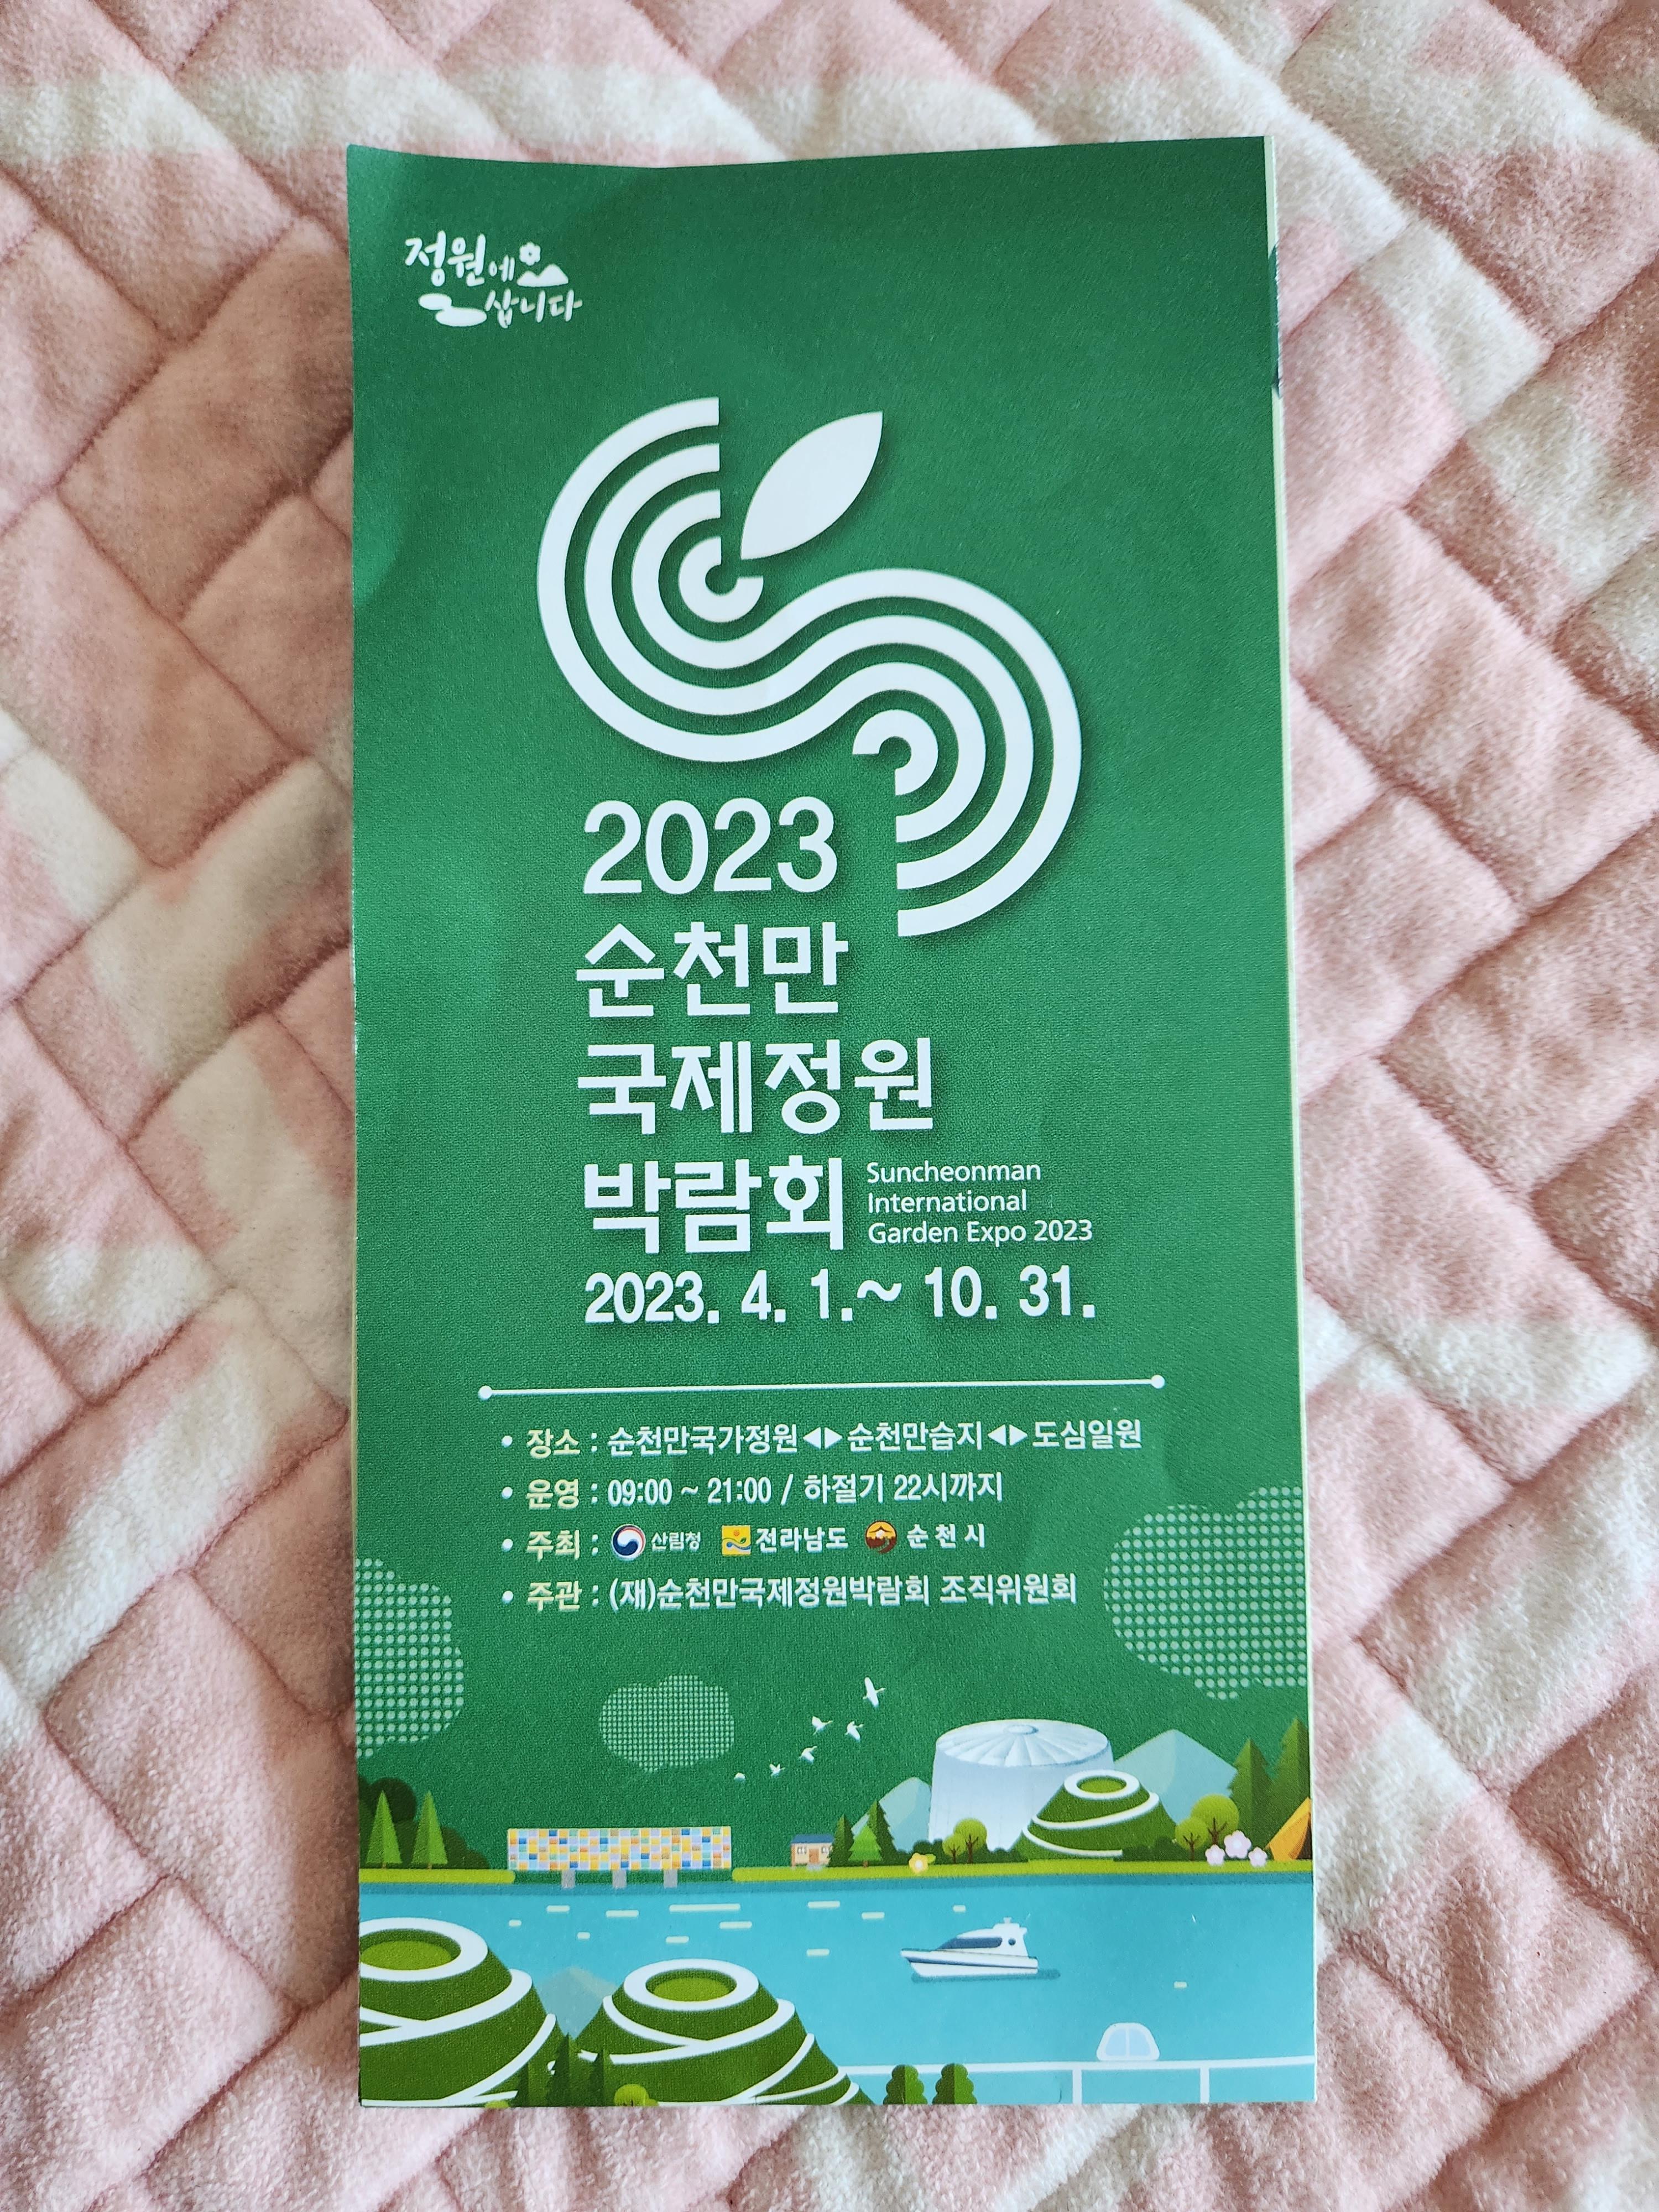 정원에
삽니다
2023
순천만
국제정원
박람회
Suncheonman
International
Garden Expo 2023
2023. 4. 1.~ 10. 31.
• 장소 : 순천만국가정원◀▶순천만습지◀▶도심일원
• 운영 : 09:00 ~ 21:00 / 하절기 22시까지
• 주최 : 산림청 전라남도 순천시
• 주관 : (재)순천만국제정원박람회 조직위원회